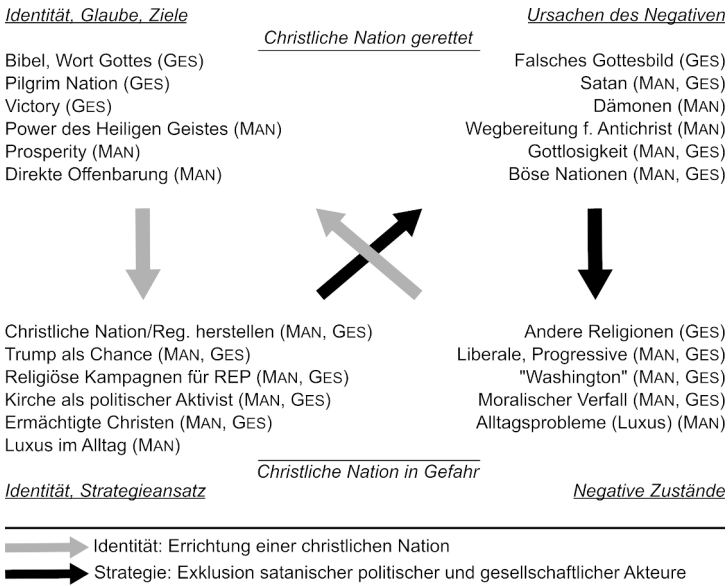 Identität, Glaube, Ziele
Ursachen des Negativen
Christliche Nation gerettet
Bibel, Wort Gottes (GES)
Pilgrim Nation (GES)
Victory (GES)
Power des Heiligen Geistes (MAN)
Prosperity (MAN)
Direkte Offenbarung (MAN)
Falsches Gottesbild (GES)
Satan (MAN, GES)
Dämonen (MAN)
Wegbereitung f. Antichrist (MAN)
Gottlosigkeit (MAN, GES)
Böse Nationen (MAN, GES)
Christliche Nation/Reg. herstellen (MAN, GES)
Trump als Chance (MAN, GES)
Religiöse Kampagnen für REP (MAN, GES)
Kirche als politischer Aktivist (MAN, GES)
Ermächtigte Christen (MAN, GES)
Luxus im Alltag (MAN)
Andere Religionen (GES)
Liberale, Progressive (MAN, GES)
"Washington" (MAN, GES)
Moralischer Verfall (MAN, GES)
Alltagsprobleme (Luxus) (MAN)
Christliche Nation in Gefahr
Identität, Strategieansatz
Negative Zustände
Identität: Errichtung einer christlichen Nation
Strategie: Exklusion satanischer politischer und gesellschaftlicher Akteure